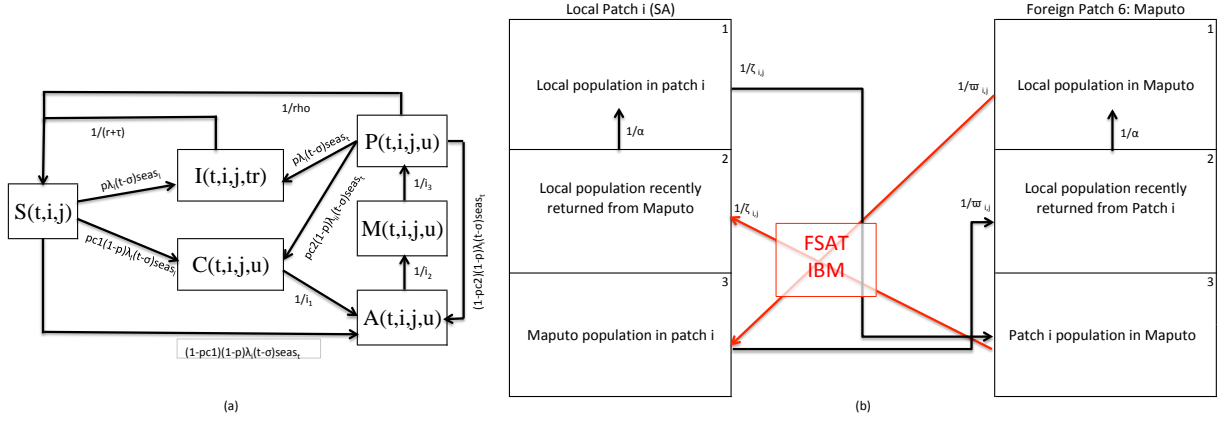 1/rho
1/(r+τ)
pλᵢ(t-σ)seasₜ
I(t,i,j,tr)
pλᵢ(t-σ)seasₜ
P(t,i,j,u)
S(t,i,j)
1/i₃
pc1(1-p)λᵢ(t-σ)seasₜ
C(t,i,j,u)
pc2(1-p)λᵢ(t-σ)seasₜ
M(t,i,j,u)
(1-pc2)(1-p)λᵢ(t-σ)seasₜ
1/i₁
1/i₂
A(t,i,j,u)
(1-pc1)(1-p)λᵢ(t-σ)seasₜ
(a)
Local Patch i (SA)
1
Local population in patch i
1/α
2
Local population recently
returned from Maputo
3
Maputo population in patch i
1/ζ i,j
1/ζ i,j
FSAT
IBM
1/ϖ i,j
1/ϖ i,j
Foreign Patch 6: Maputo
1
Local population in Maputo
1/α
2
Local population recently
returned from Patch i
3
Patch i population in Maputo
(b)